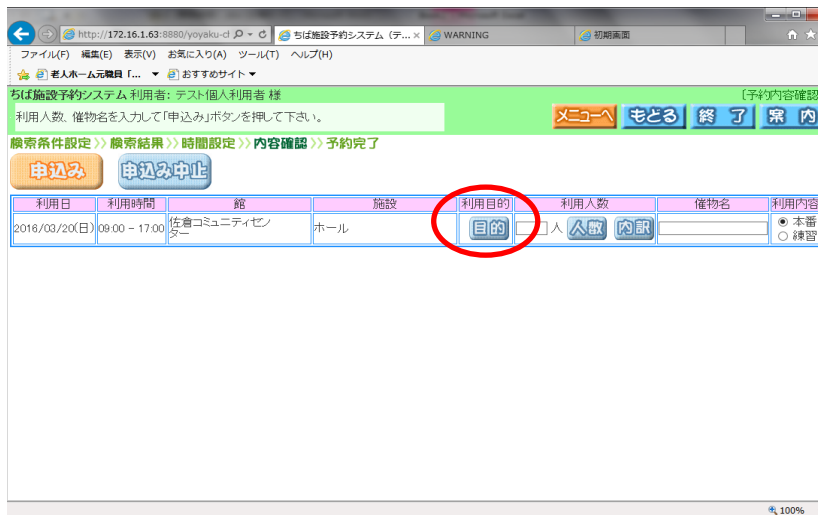 http://172.16.1.63:8880/yoyaku-cl
ちば施設予約システム (テ... ×
WARNING
初期画面
ファイル(F) 編集(E) 表示(V) お気に入り(A) ツール(T) ヘルプ(H)
老人ホーム元職員「... ▼ おすすめサイト ▼
ちば施設予約システム 利用者: テスト個人利用者 様 [予約内容確認
利用人数、催物名を入力して「申込み」ボタンを押して下さい。 メニューへ もどる 終 了 案 内
検索条件設定>>検索結果>>時間設定>>内容確認>>予約完了
申込み 申込み中止
利用日 利用時間 館 施設 利用目的 利用人数 催物名 利用内容
2016/03/20(日) 09:00 - 17:00 佐倉コミュニティセンター ホール 目的 人 人数 内訳 本番
練習
100%